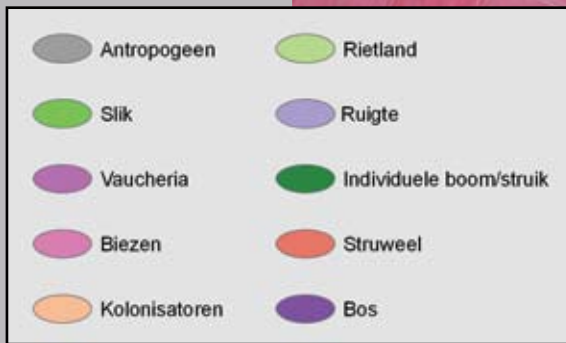 Antropogeen
Slik
Vaucheria
Biezen
Kolonisatoren
Rietland
Ruigte
Individuele boom/struik
Struweel
Bos